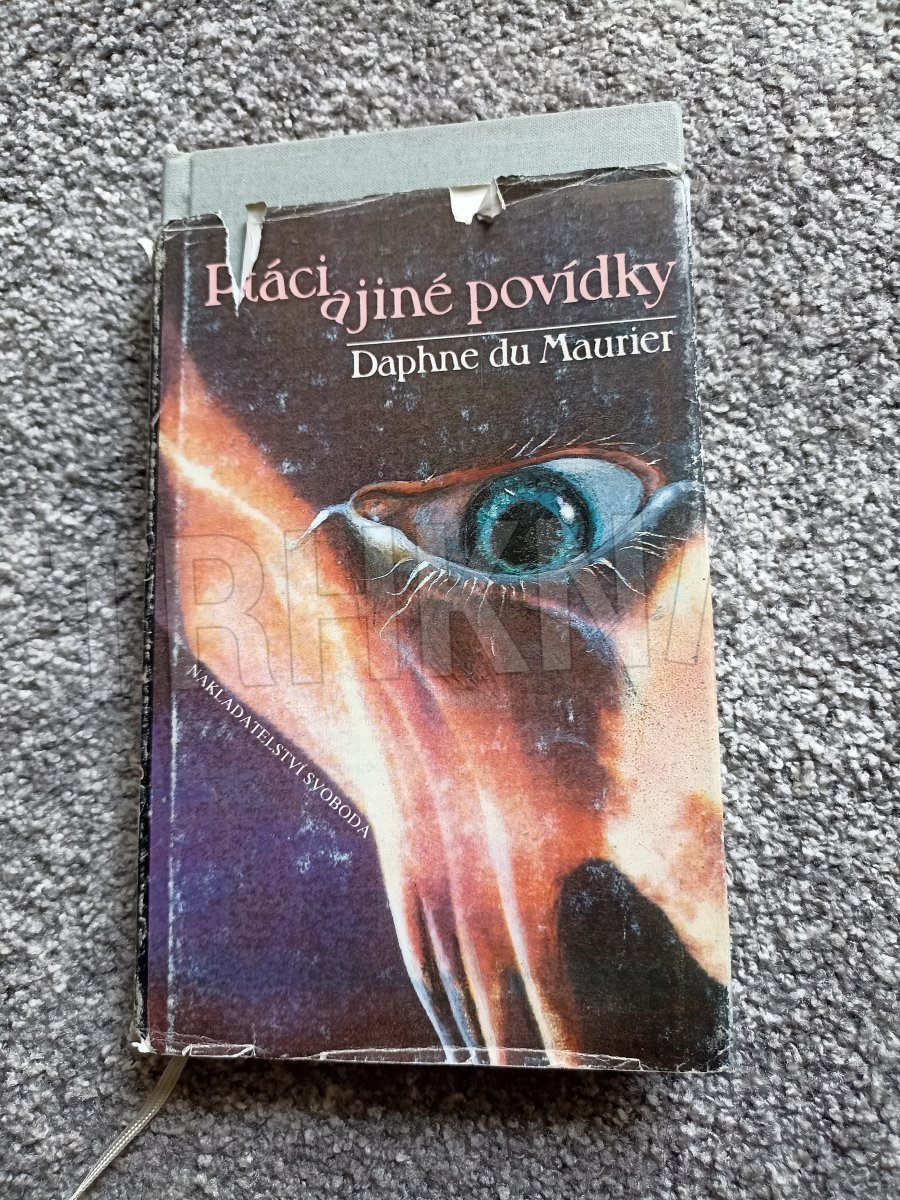 Ptáci
a jiné povídky
Daphne du Maurier
NAKLADATELSTVÍ SVOBODA